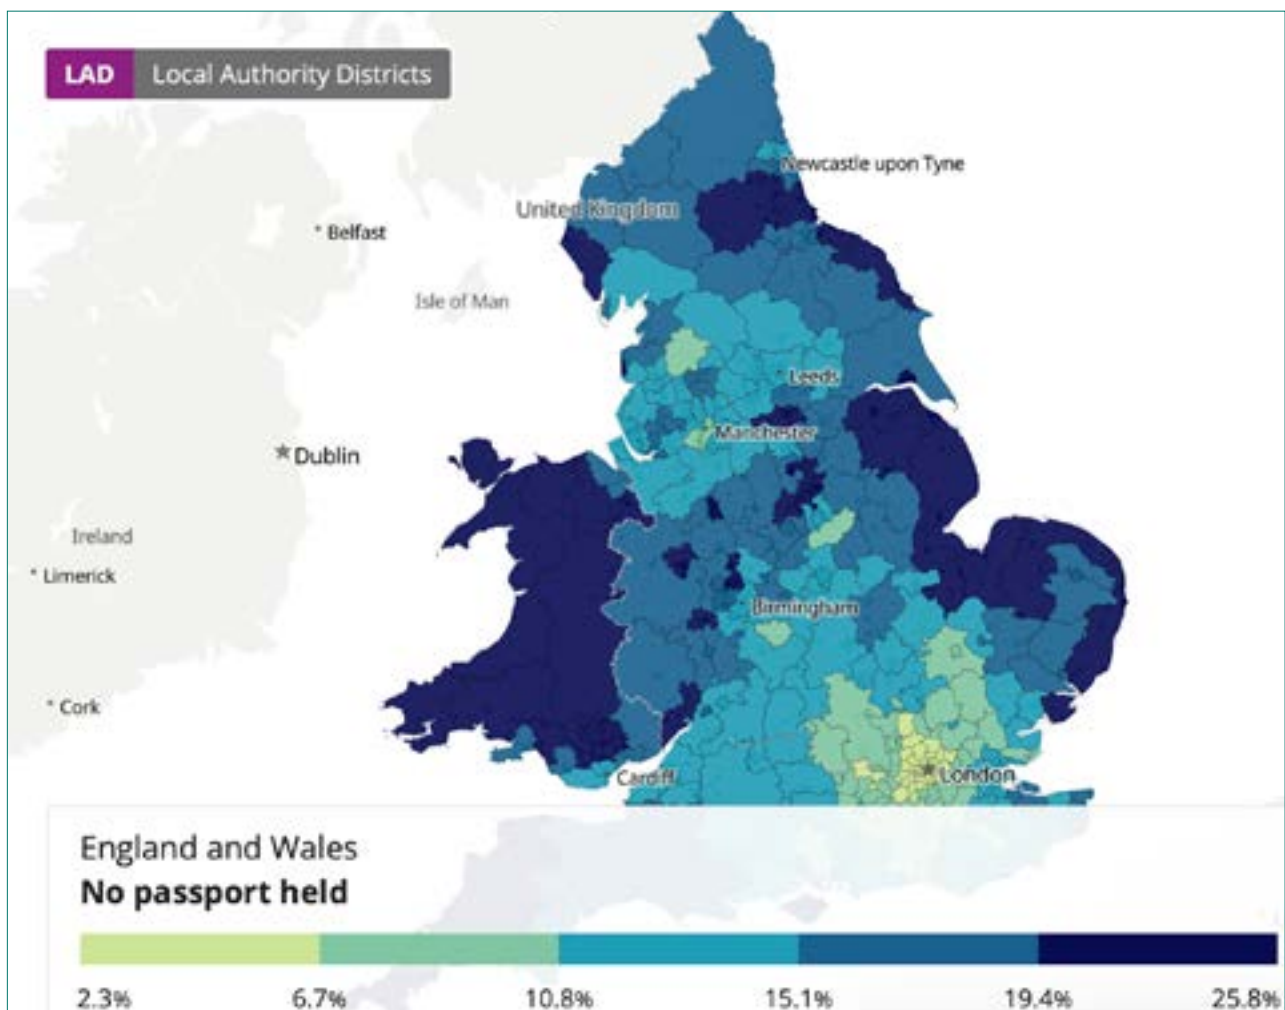 LAD Local Authority Districts
Newcastle upon Tyne
United Kingdom
Belfast
Isle of Man
Leeds
Manchester
Dublin
Ireland
Limerick
Birmingham
Cork
Cardiff
London
England and Wales
No passport held
2.3% 6.7% 10.8% 15.1% 19.4% 25.8%